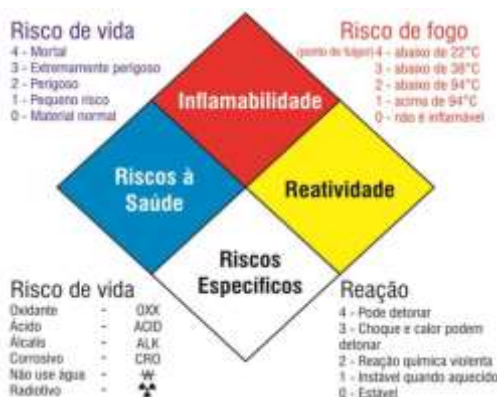 Risco de vida
4 - Mortal
3 - Extremamente perigoso
2 - Perigoso
1 - Pequeno risco
0 - Material normal
Risco de fogo
(ponto de fulgor) 4 - abaixo de 22°C
3 - abaixo de 38°C
2 - abaixo de 94°C
1 - acima de 94°C
0 - não é inflamável
Inflamabilidade
Riscos à
Saúde
Reatividade
Riscos
Específicos
Risco de vida
Oxidante - OXX
Ácido - ACID
Álcalis - ALK
Corrosivo - CRO
Não use água - W
Radiotivo -
Reação
4 - Pode detonar
3 - Choque e calor podem
detonar
2 - Reação química violenta
1 - Instável quando aquecido
0 - Estável